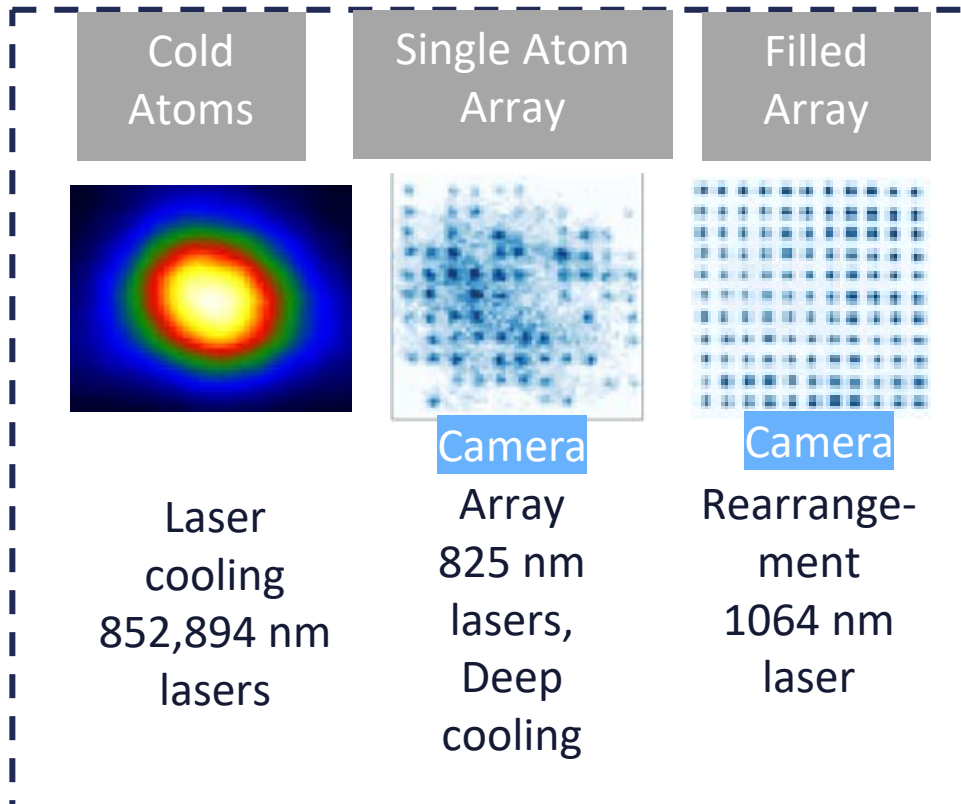 Cold
Atoms
Single Atom
Array
Filled
Array
Camera
Camera
Laser
cooling
852,894 nm
lasers
Array
825 nm
lasers,
Deep
cooling
Rearrange-
ment
1064 nm
laser